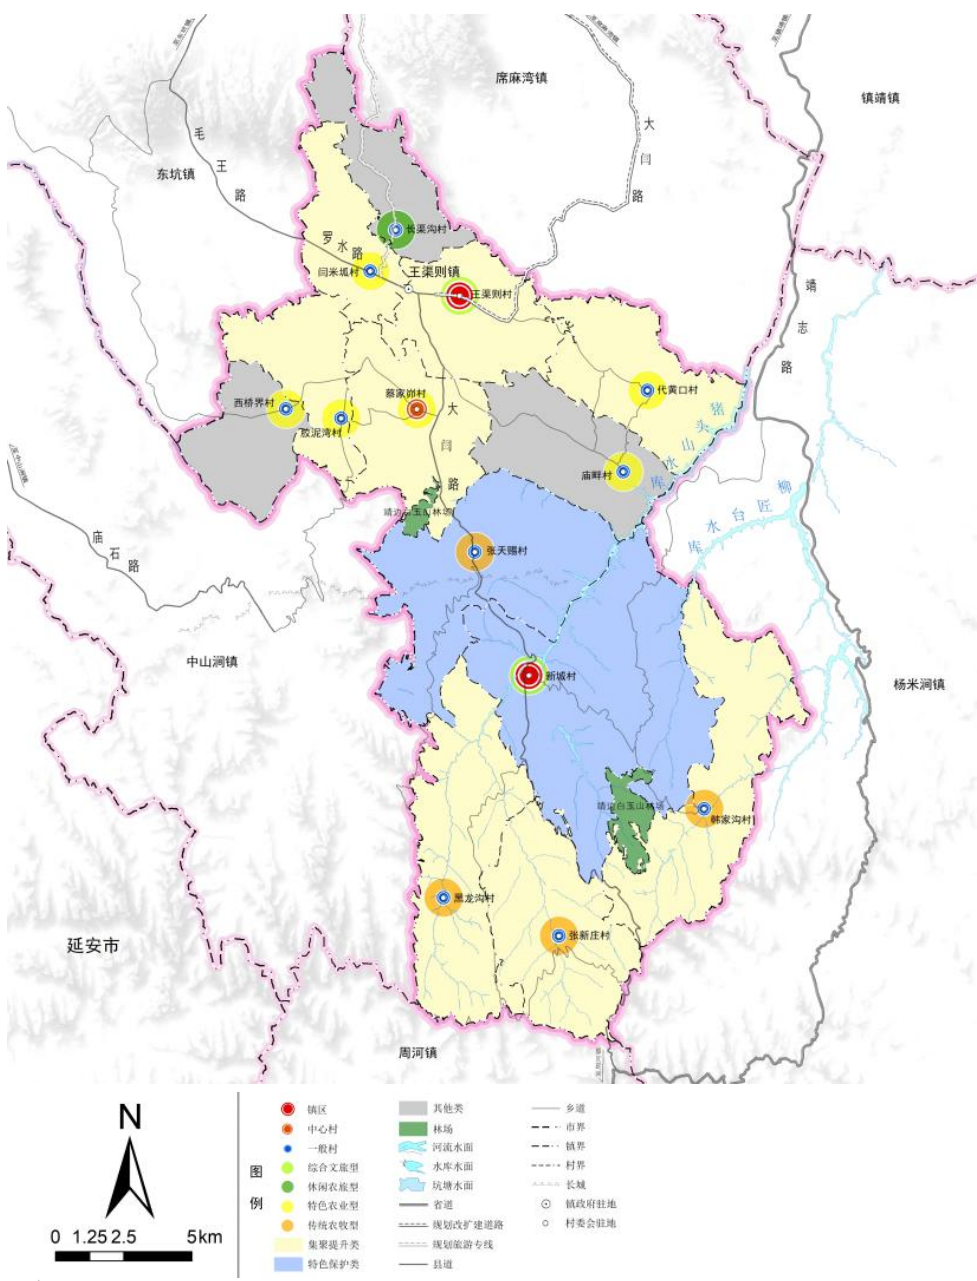 席麻湾镇
镇靖镇
大
闫
路
毛
王
路
东坑镇
长渠沟村
罗水路
闫米坬村
王渠则镇
王渠则村
靖
志
路
西桥界村
胶泥湾村
蔡家峁村
代黄口村
大
闫
路
庙畔村
猪头山水库
柳匠台水库
靖边白玉山林场
张天赐村
庙
石
路
中山涧镇
新城村
杨米涧镇
靖边白玉山林场
韩家沟村
黑龙沟村
张新庄村
延安市
周河镇
N
0 1.25 2.5 5km
图
例
镇区
中心村
一般村
综合文旅型
休闲农旅型
特色农业型
传统农牧型
集聚提升类
特色保护类
其他类
林场
河流水面
水库水面
坑塘水面
省道
规划改扩建道路
规划旅游专线
县道
乡道
市界
镇界
村界
长城
镇政府驻地
村委会驻地